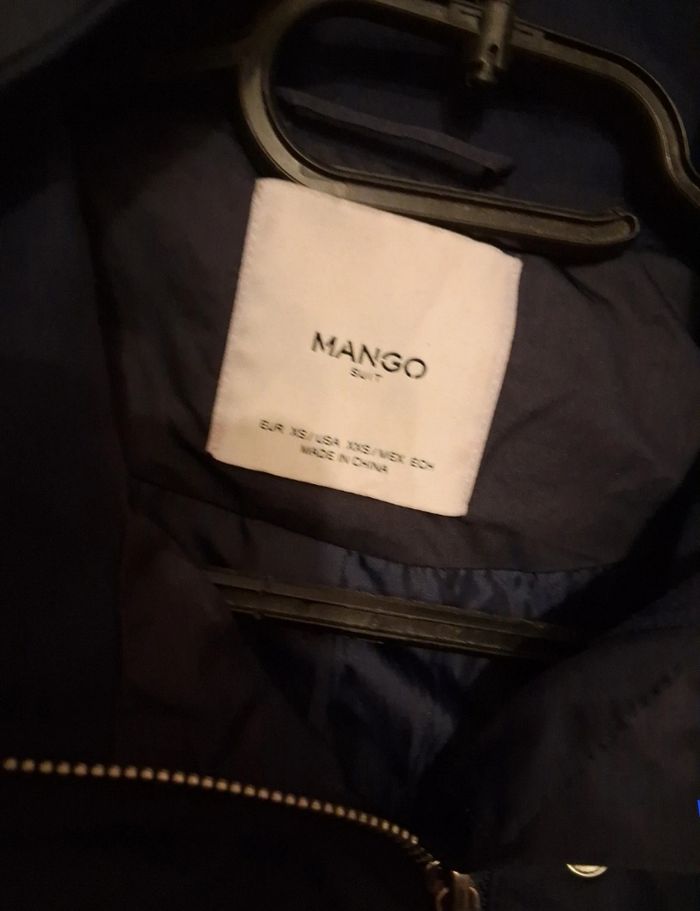 MANGO
SUIT
EUR XS/USA XXS/MEX ECH
MADE IN CHINA